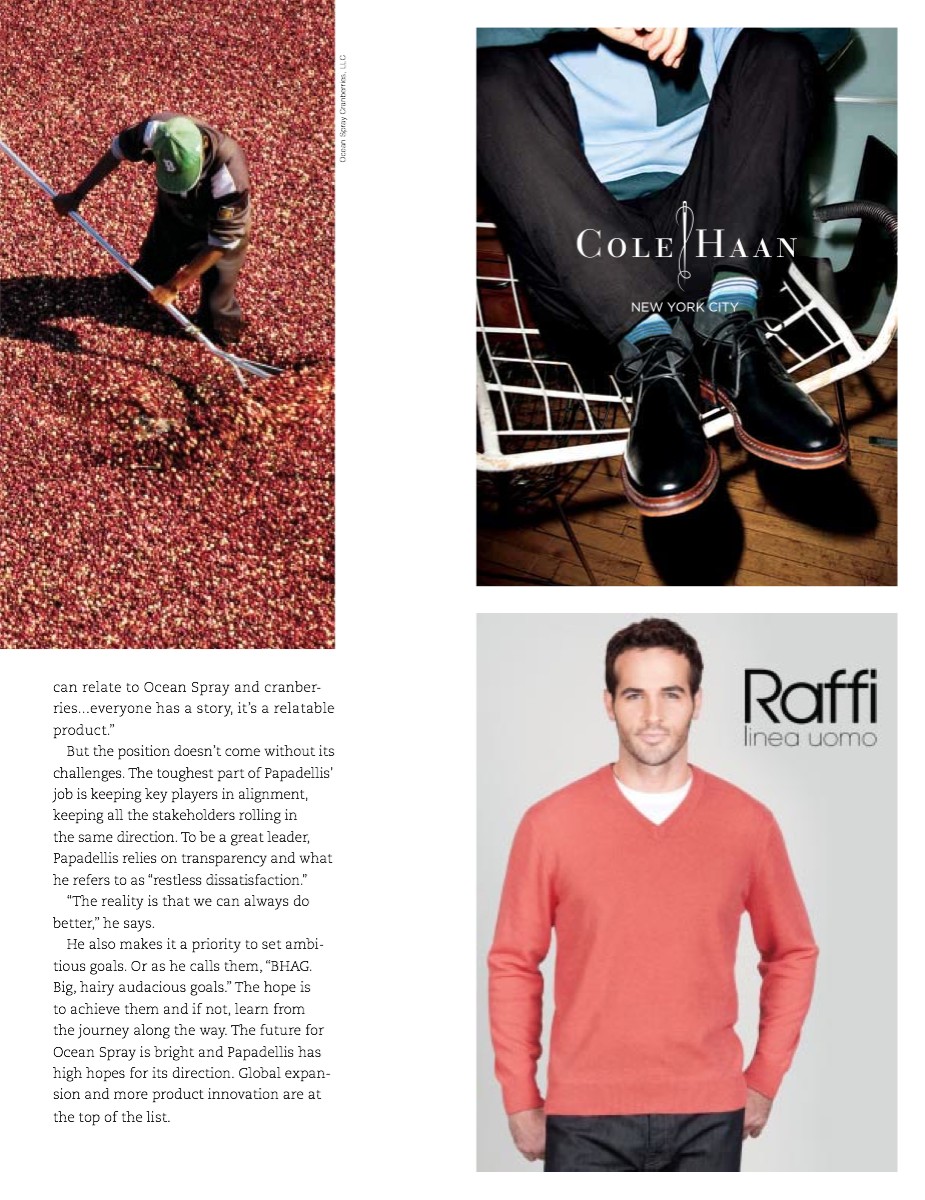 Ocean Spray Cranberries, LLC
B
can relate to Ocean Spray and cranber-
ries...everyone has a story, it's a relatable
product.”
But the position doesn't come without its
challenges. The toughest part of Papadellis'
job is keeping key players in alignment,
keeping all the stakeholders rolling in
the same direction. To be a great leader,
Papadellis relies on transparency and what
he refers to as “restless dissatisfaction.”
“The reality is that we can always do
better,” he says.
He also makes it a priority to set ambi-
tious goals. Or as he calls them, “BHAG.
Big, hairy audacious goals.” The hope is
to achieve them and if not, learn from
the journey along the way. The future for
Ocean Spray is bright and Papadellis has
high hopes for its direction. Global expan-
sion and more product innovation are at
the top of the list.
COLE HAAN
NEW YORK CITY
Raffi
linea uomo